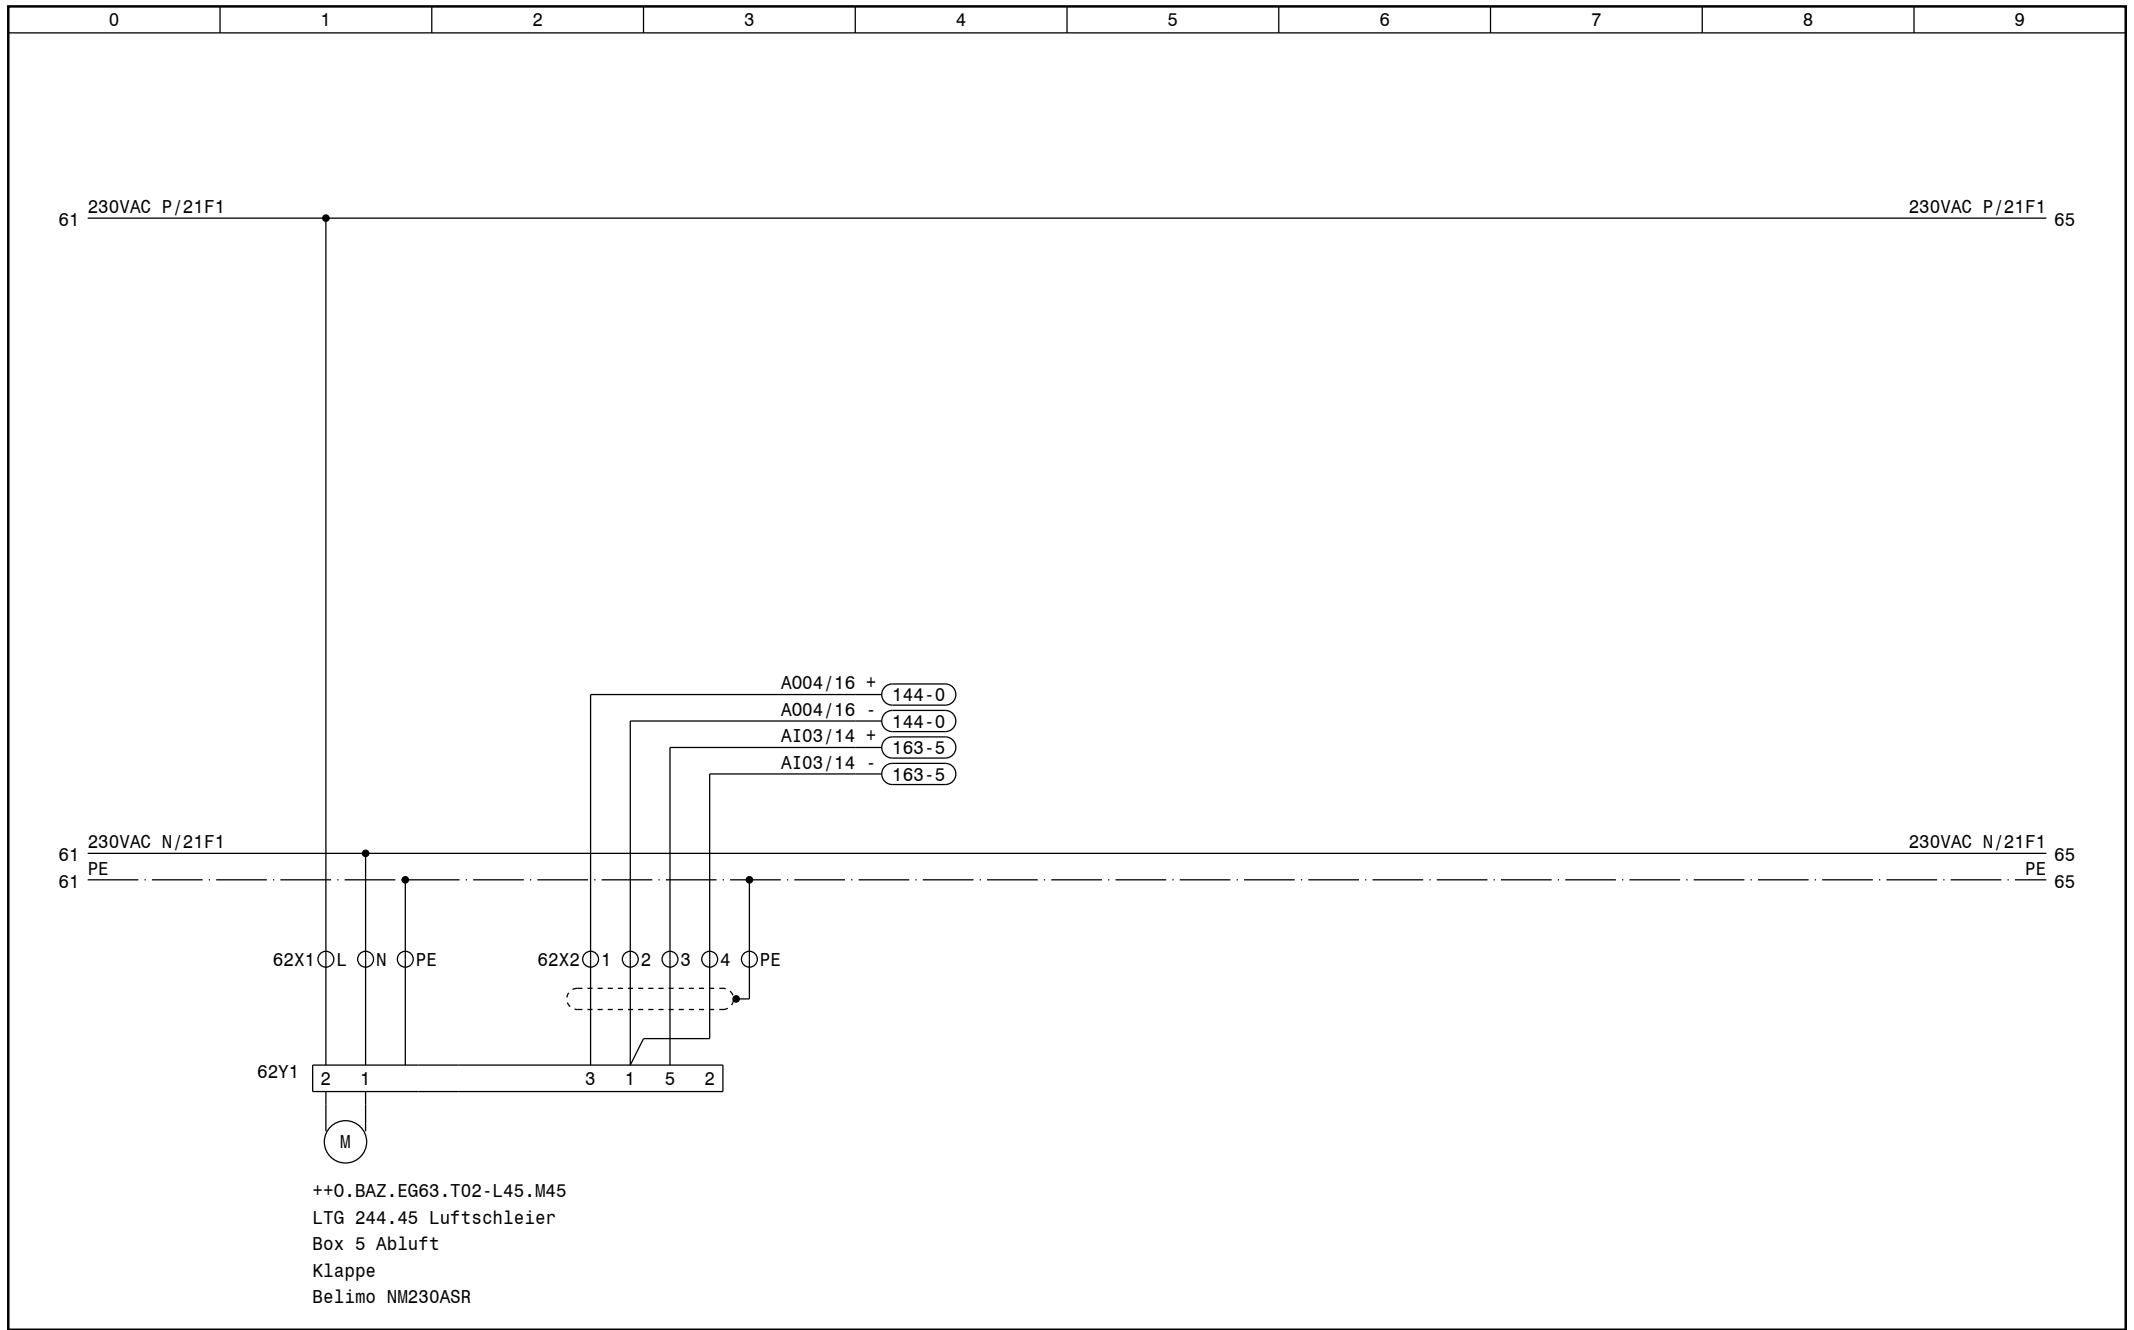 0 1 2 3 4 5 6 7 8 9
230VAC P/21F1 230VAC P/21F1
61 65
AO04/16 +
144-0
AO04/16 -
144-0
AI03/14 +
163-5
AI03/14 -
163-5
230VAC N/21F1 230VAC N/21F1
61 65
PE PE
61 65
62X1 L N PE 62X2 1 2 3 4 PE
62Y1 2 1 3 1 5 2
M
++O.BAZ.EG63.T02-L45.M45
LTG 244.45 Luftschleier
Box 5 Abluft
Klappe
Belimo NM230ASR